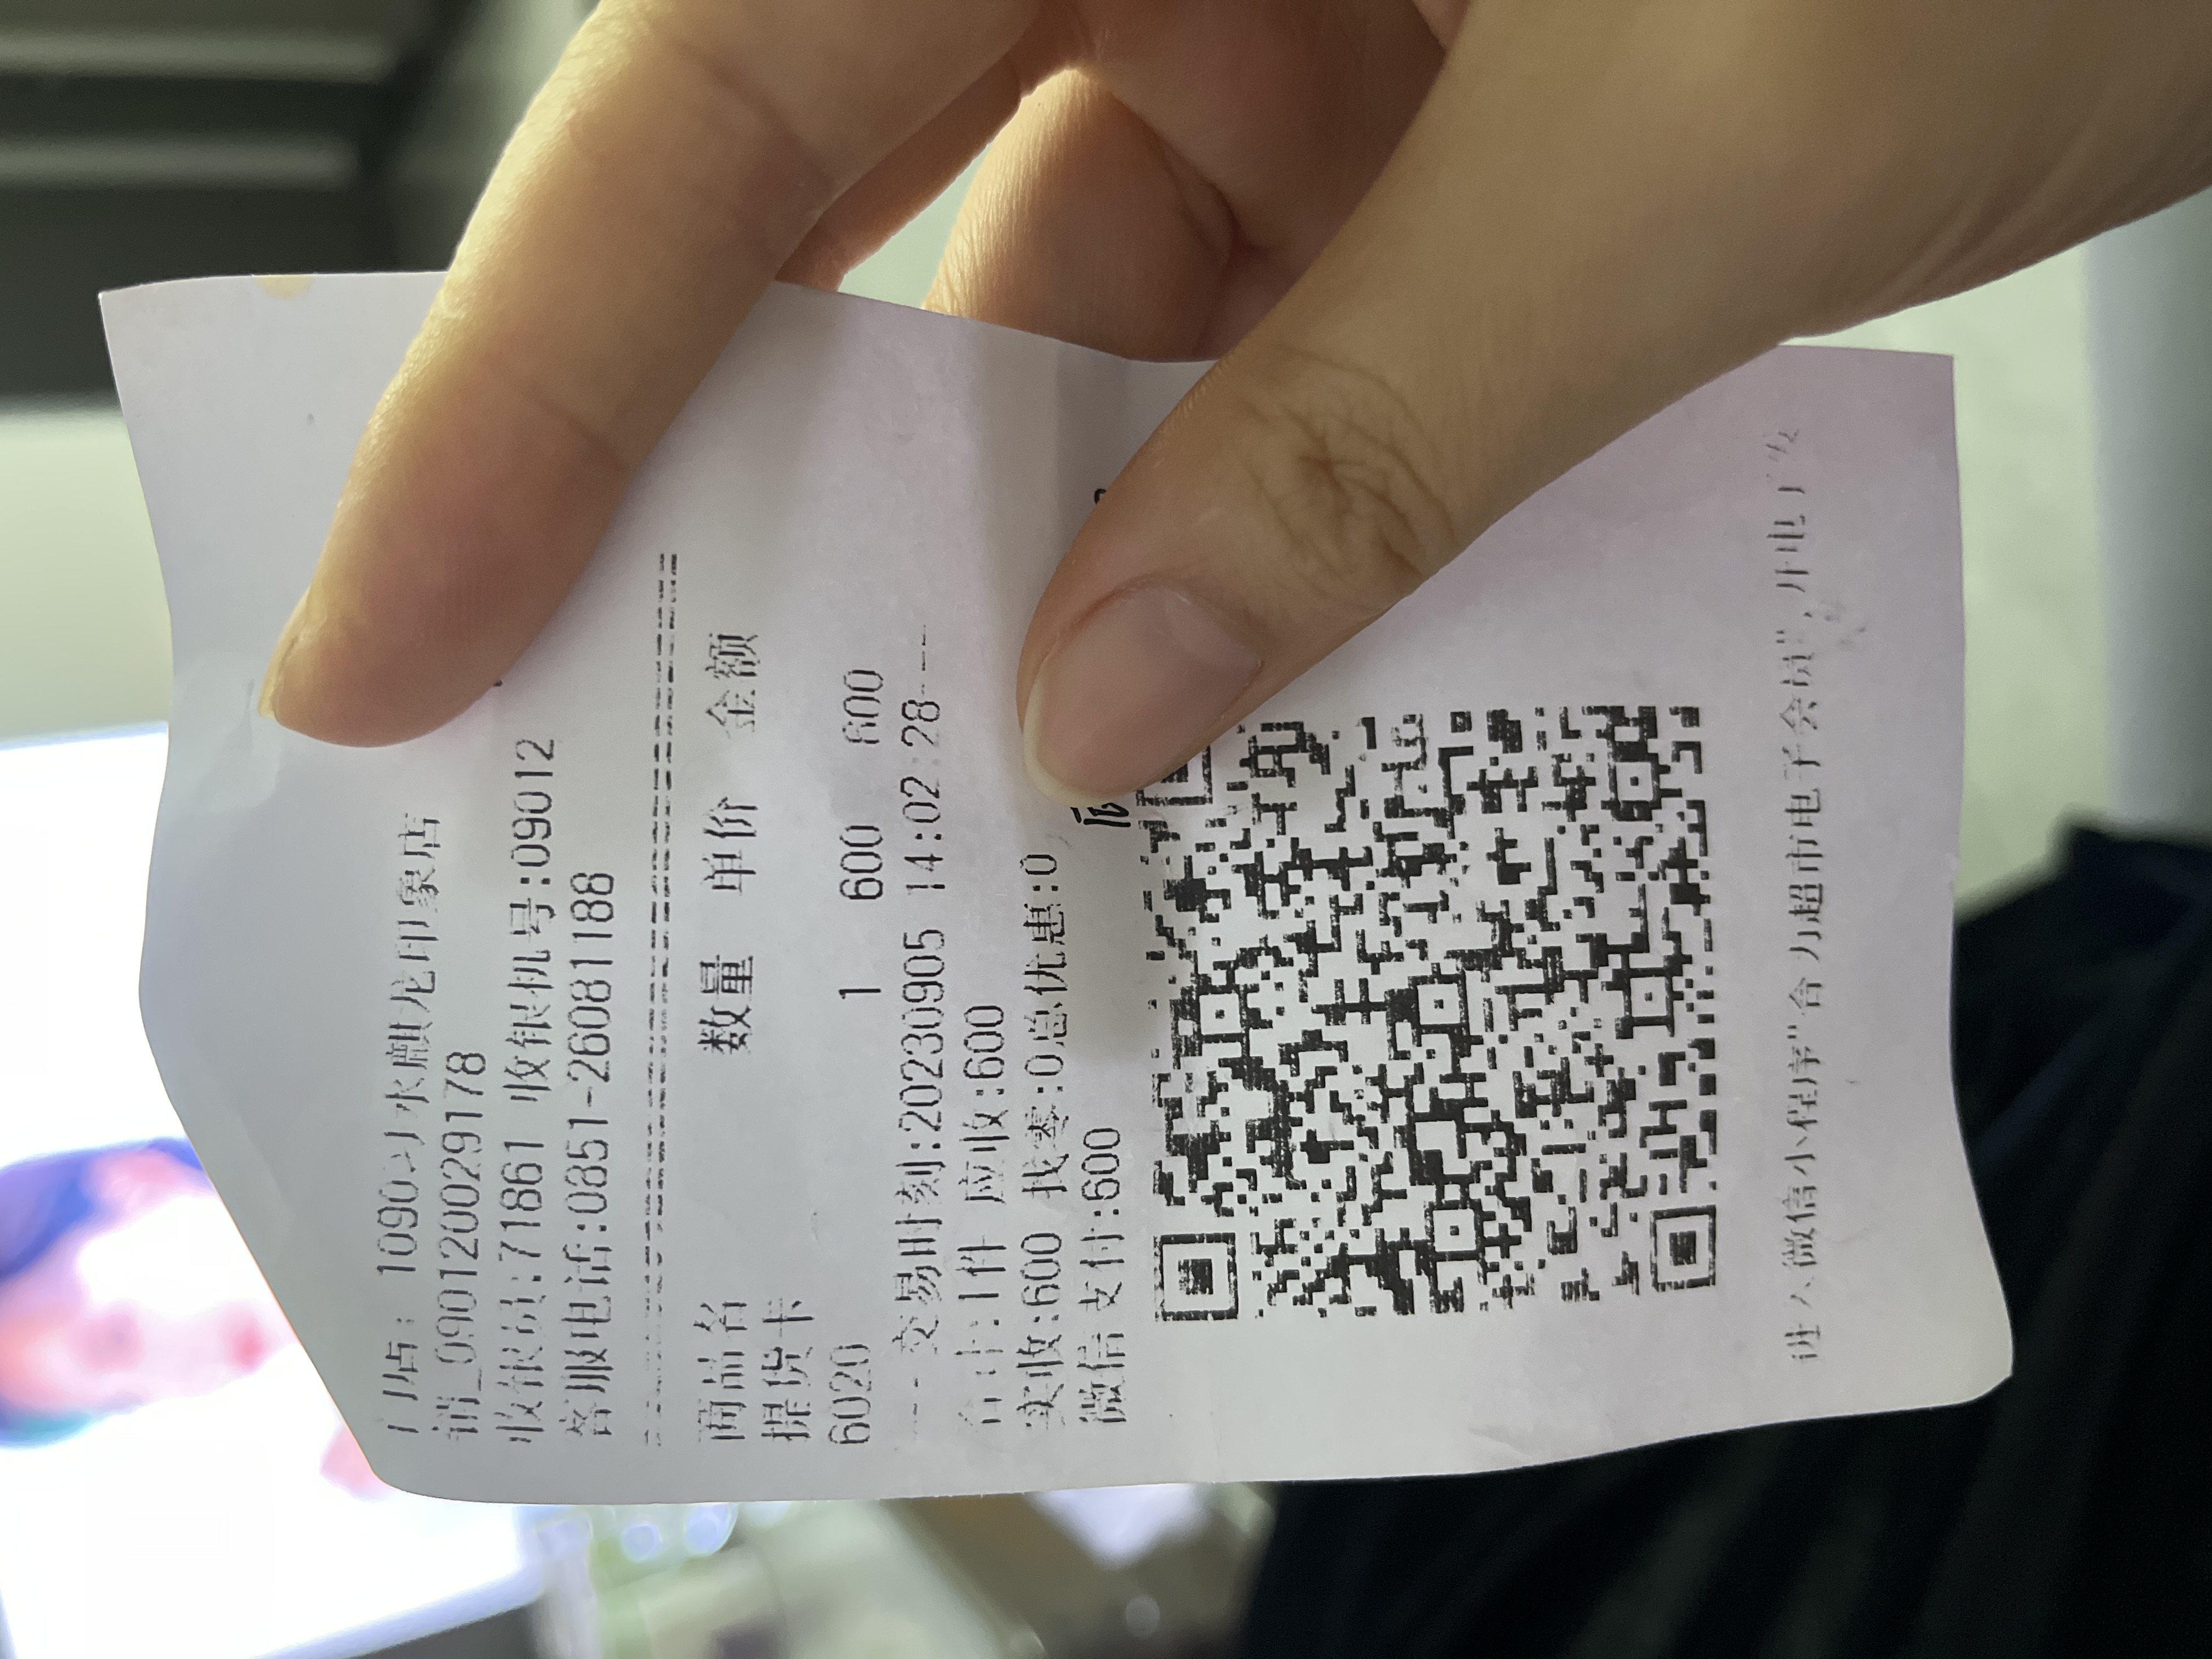 门店： 1090习水麒龙印象店
销_090120029178
收银员:71861 收银机号:09012
客服电话:0851-26081188
商品名 数量 单价 金额
提货卡
6020 1 600 600
----交易时刻:20230905 14:02:28----
合计:1件 应收:600
实收:600 找零:0总优惠:0
微信支付:600
进入微信小程序"合力超市电子会员",开电子发